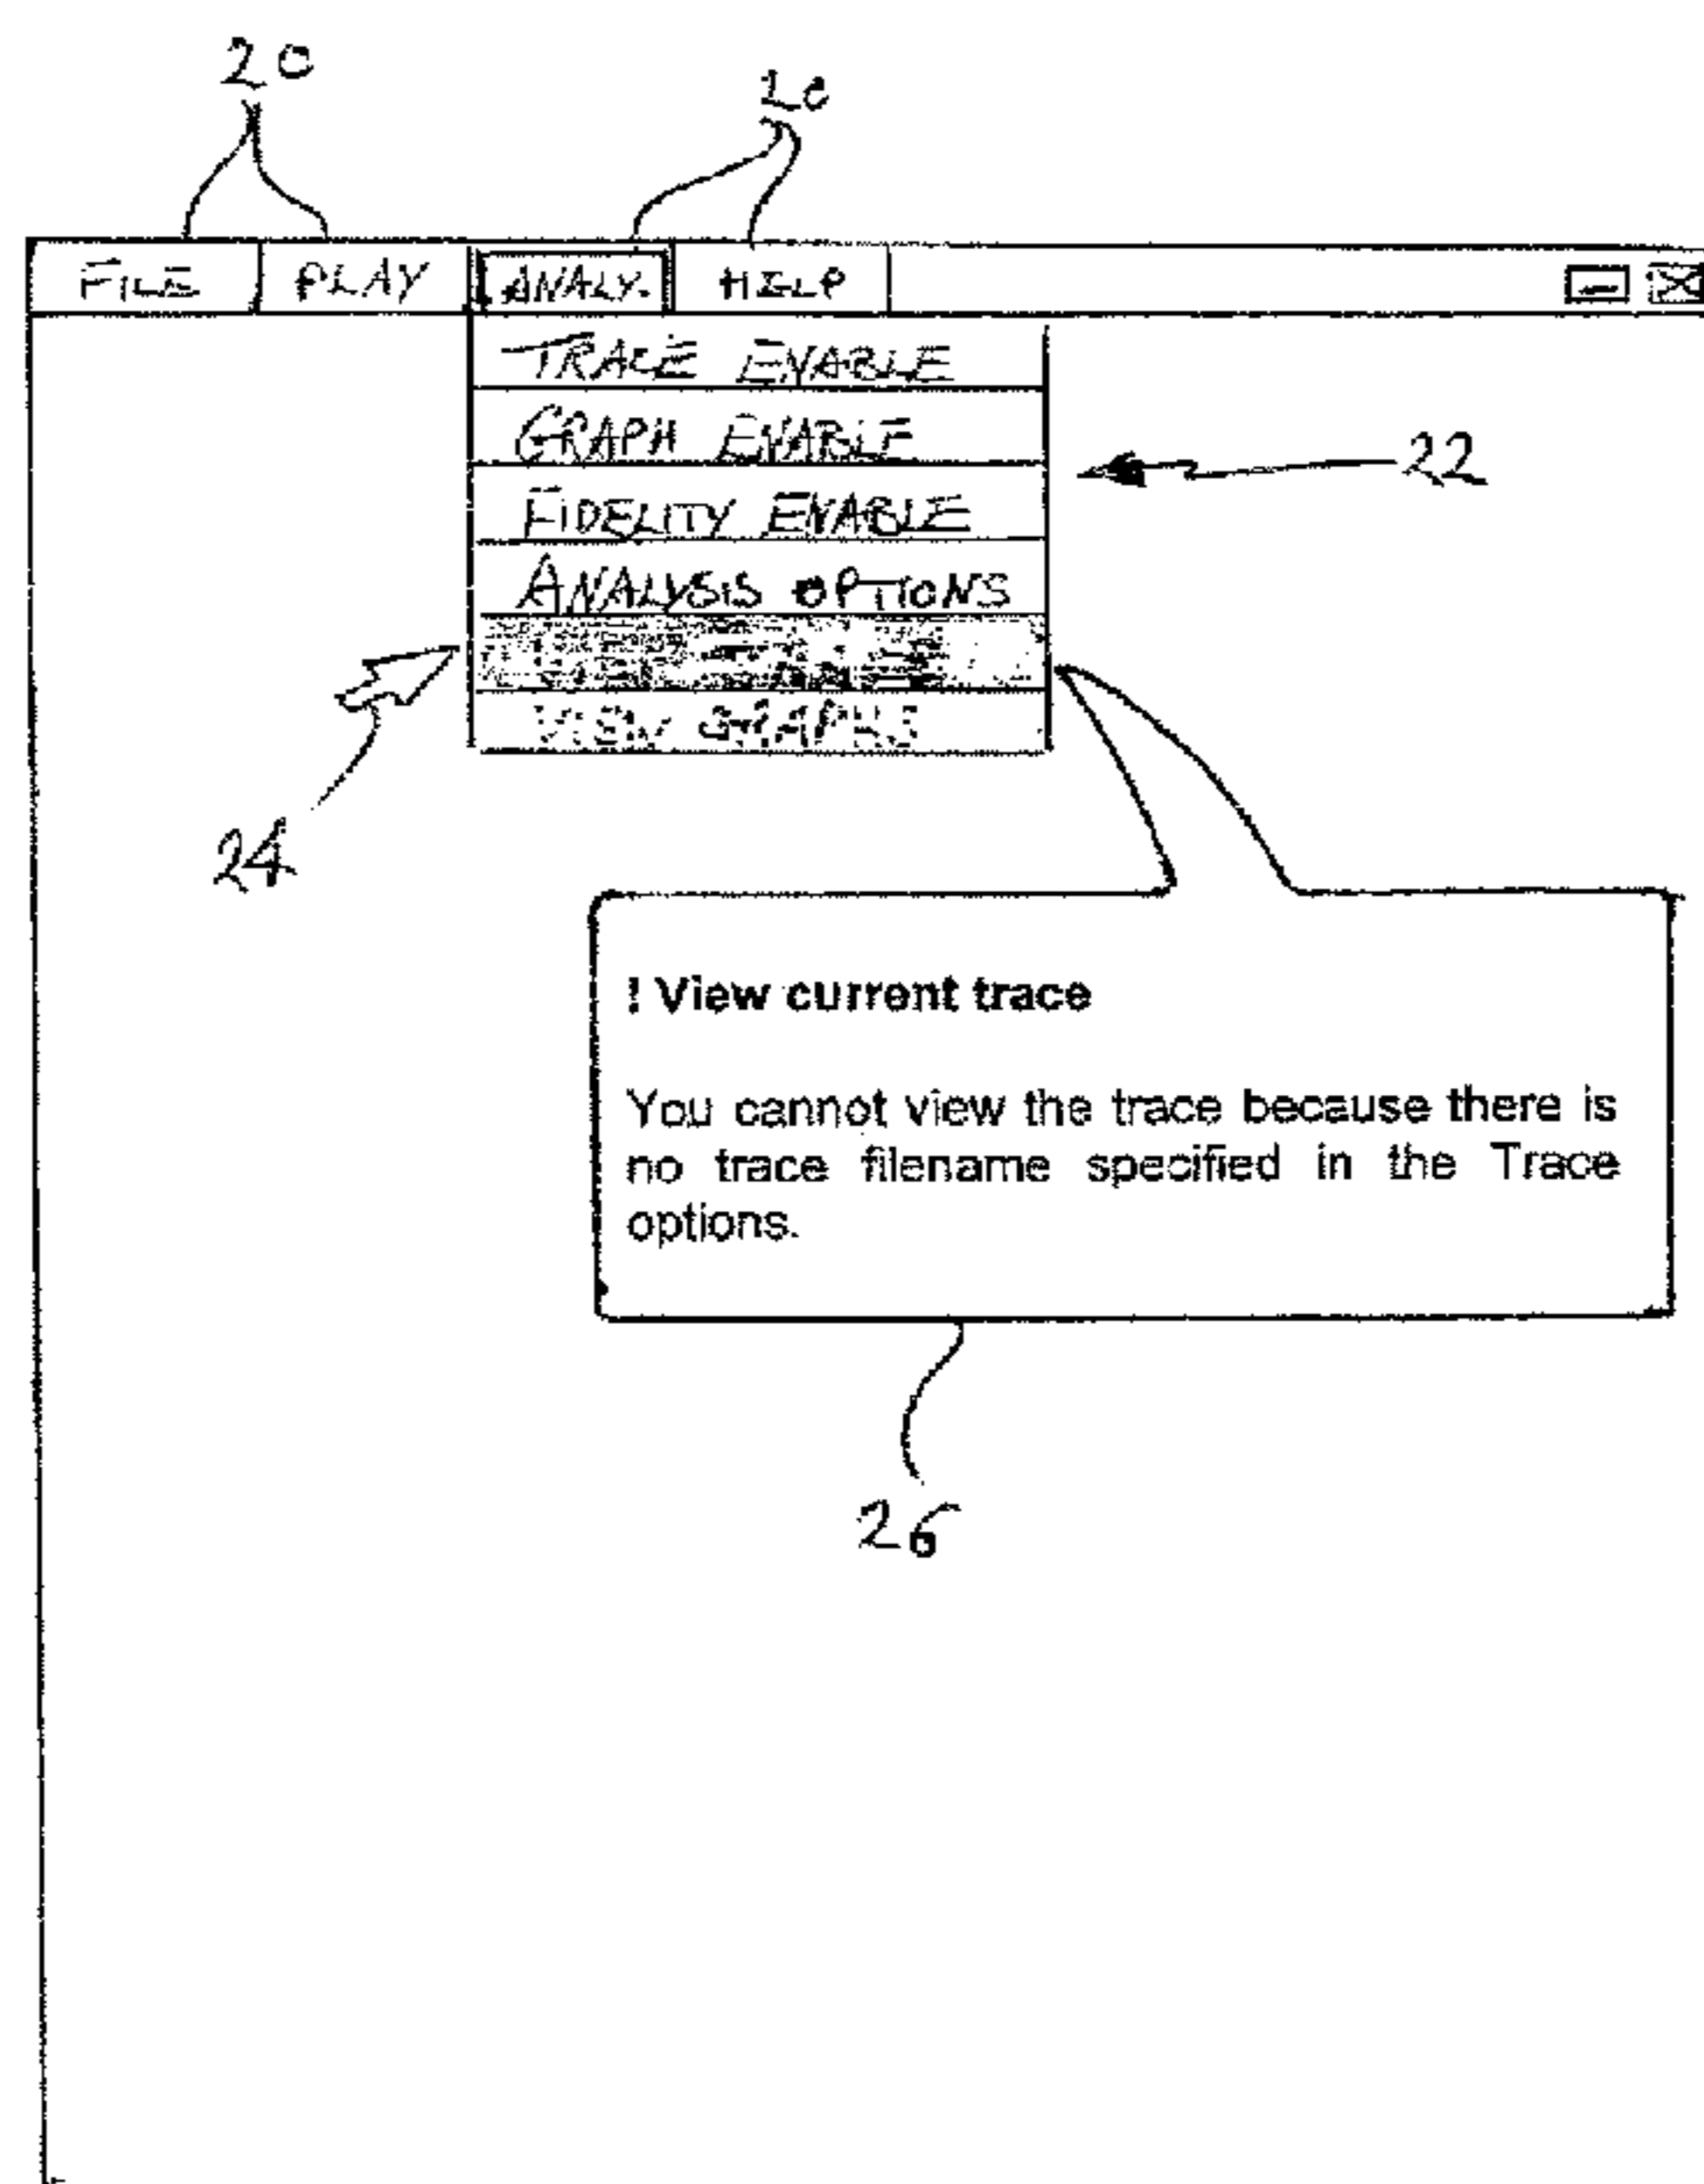 20
20
FILE PLAY ANALY. HELP
TRACE ENABLE
GRAPH ENABLE
22
FIDELITY ENABLE
ANALYSIS OPTIONS
VIEW GRAPHS
24
! View current trace
You cannot view the trace because there is
no trace filename specified in the Trace
options.
26